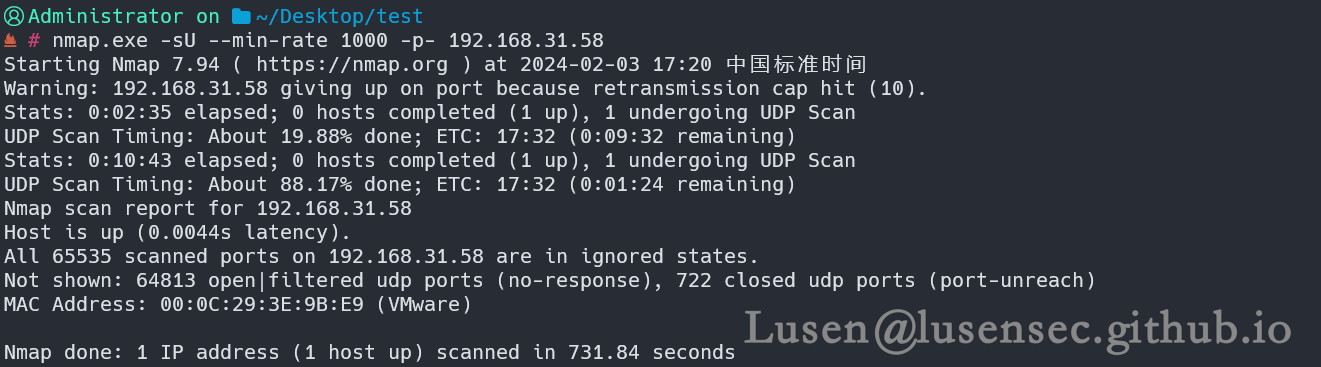 Administrator on ~/Desktop/test
# nmap.exe -sU --min-rate 1000 -p- 192.168.31.58
Starting Nmap 7.94 ( https://nmap.org ) at 2024-02-03 17:20 中国标准时间
Warning: 192.168.31.58 giving up on port because retransmission cap hit (10).
Stats: 0:02:35 elapsed; 0 hosts completed (1 up), 1 undergoing UDP Scan
UDP Scan Timing: About 19.88% done; ETC: 17:32 (0:09:32 remaining)
Stats: 0:10:43 elapsed; 0 hosts completed (1 up), 1 undergoing UDP Scan
UDP Scan Timing: About 88.17% done; ETC: 17:32 (0:01:24 remaining)
Nmap scan report for 192.168.31.58
Host is up (0.0044s latency).
All 65535 scanned ports on 192.168.31.58 are in ignored states.
Not shown: 64813 open|filtered udp ports (no-response), 722 closed udp ports (port-unreach)
MAC Address: 00:0C:29:3E:9B:E9 (VMware)
Lusen@lusensec.github.io
Nmap done: 1 IP address (1 host up) scanned in 731.84 seconds